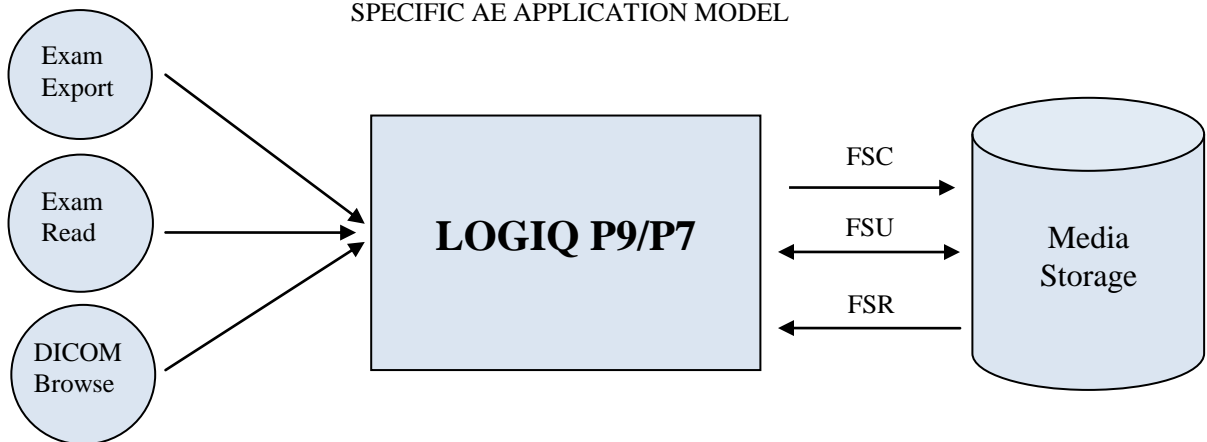 SPECIFIC AE APPLICATION MODEL
Exam
Export
Exam
Read
DICOM
Browse
LOGIQ P9/P7
FSC
FSU
FSR
Media
Storage